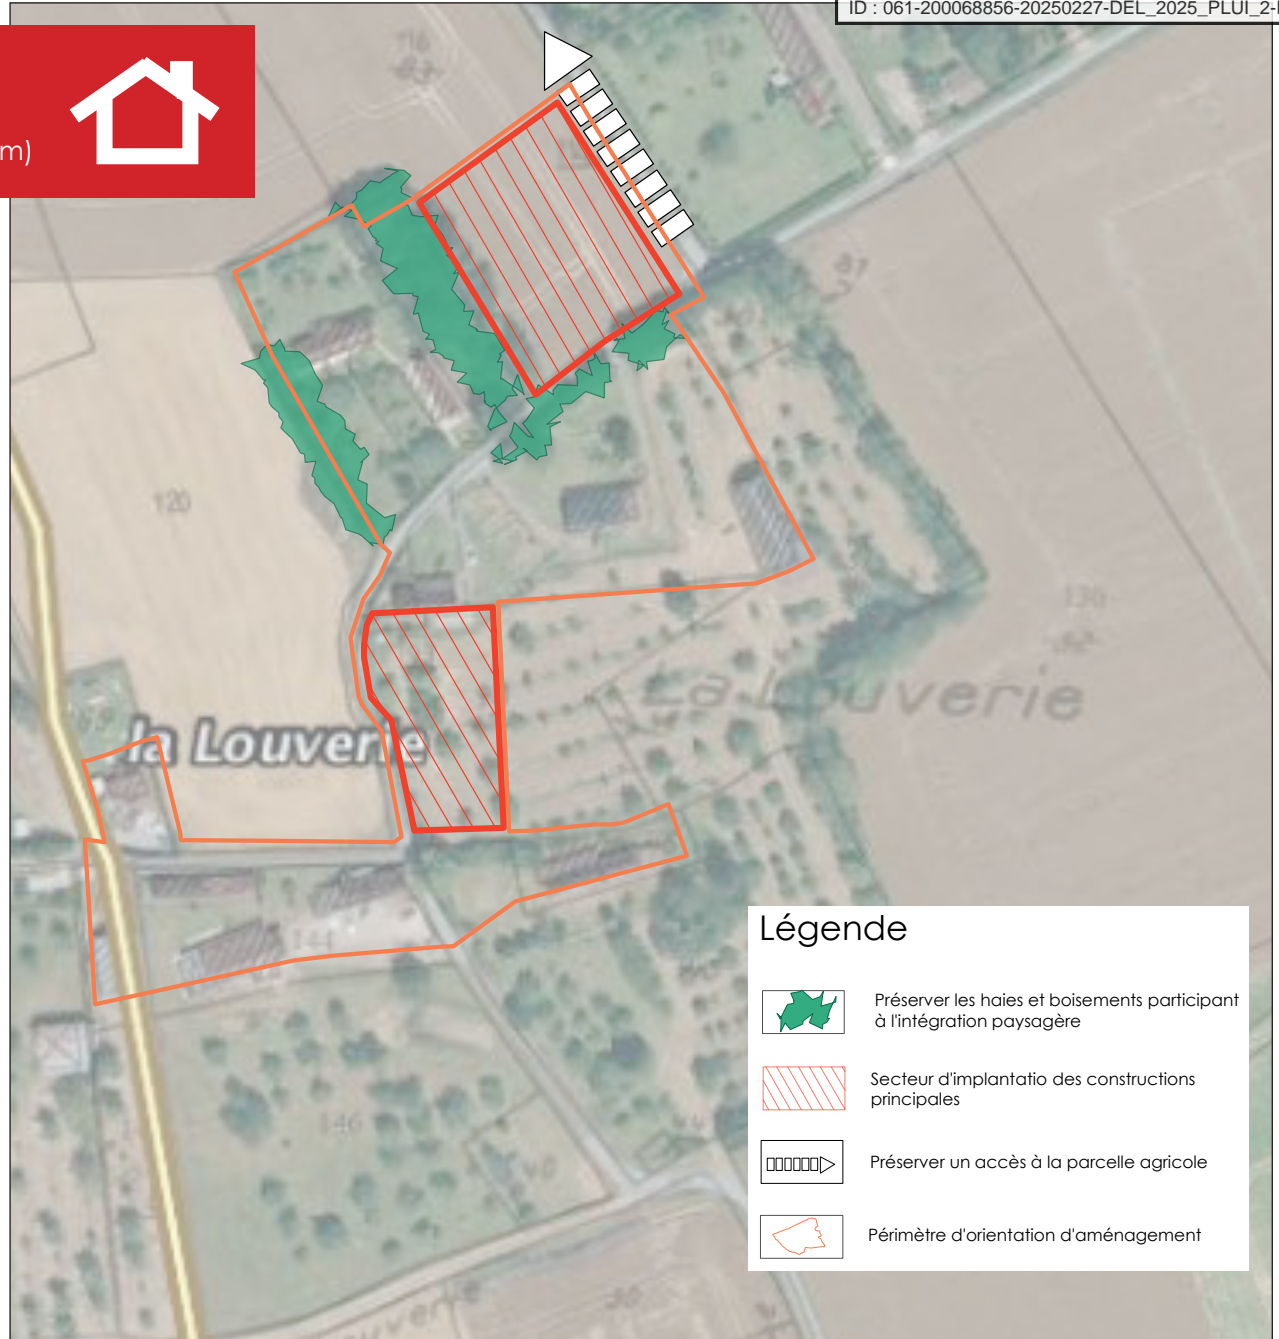 ID : 061-200068856-20250227-DEL_2025_PLUI_2-
m)
116
120
la Louverie
La Louverie
130
144
146
Légende
Préserver les haies et boisements participant
à l'intégration paysagère
Secteur d'implantatio des constructions
principales
Préserver un accès à la parcelle agricole
Périmètre d'orientation d'aménagement